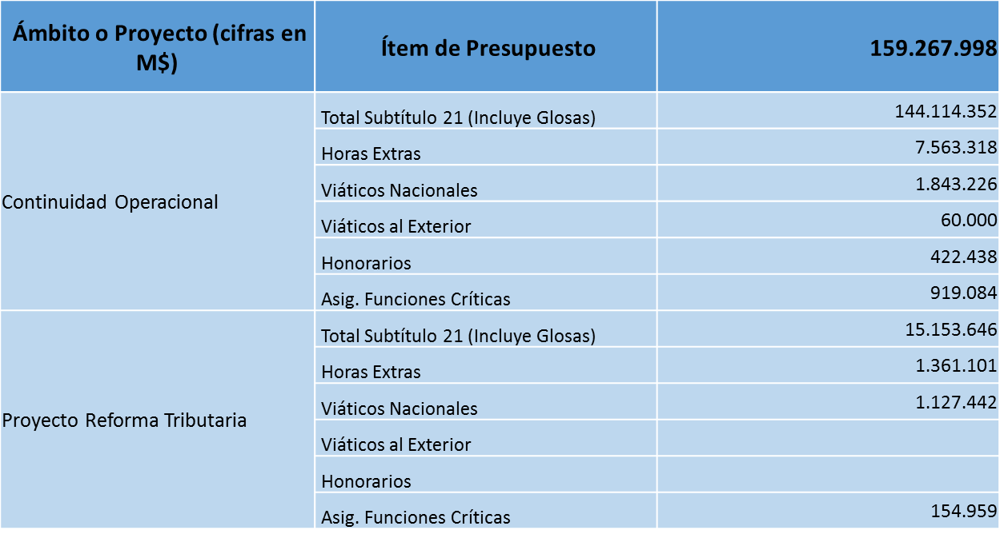 Ámbito o Proyecto (cifras en
M$)
Ítem de Presupuesto
159.267.998
Continuidad Operacional
Total Subtítulo 21 (Incluye Glosas)
144.114.352
Horas Extras
7.563.318
Viáticos Nacionales
1.843.226
Viáticos al Exterior
60.000
Honorarios
422.438
Asig. Funciones Críticas
919.084
Proyecto Reforma Tributaria
Total Subtítulo 21 (Incluye Glosas)
15.153.646
Horas Extras
1.361.101
Viáticos Nacionales
1.127.442
Viáticos al Exterior
Honorarios
Asig. Funciones Críticas
154.959